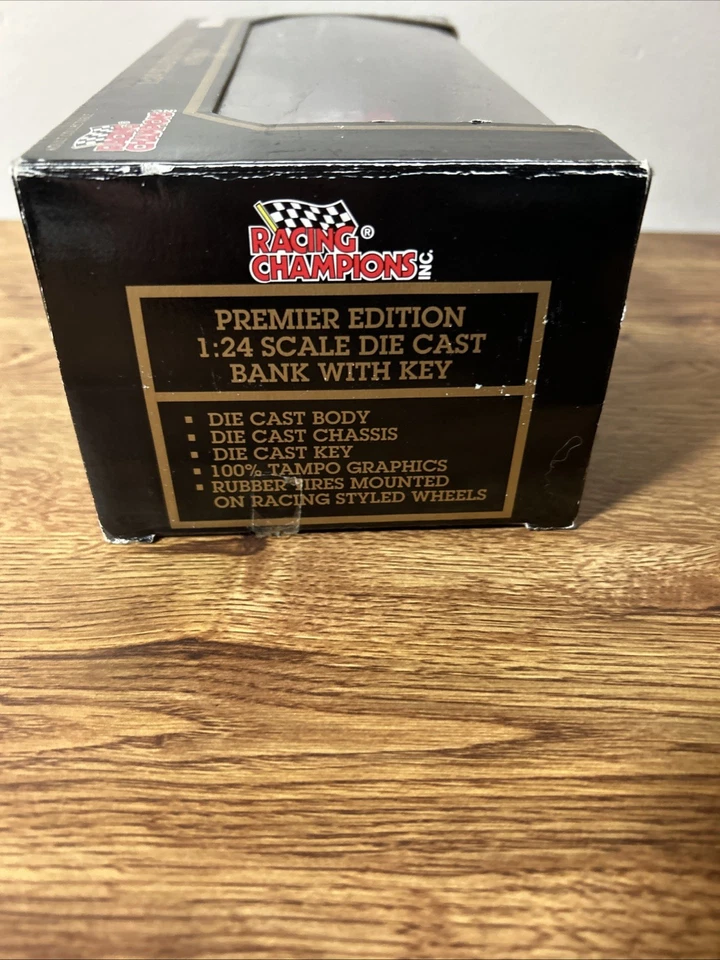 RACING®
CHAMPIONS INC.
PREMIER EDITION
1:24 SCALE DIE CAST
BANK WITH KEY
▪ DIE CAST BODY
▪ DIE CAST CHASSIS
▪ DIE CAST KEY
▪ 100% TAMPO GRAPHICS
▪ RUBBER TIRES MOUNTED
ON RACING STYLED WHEELS